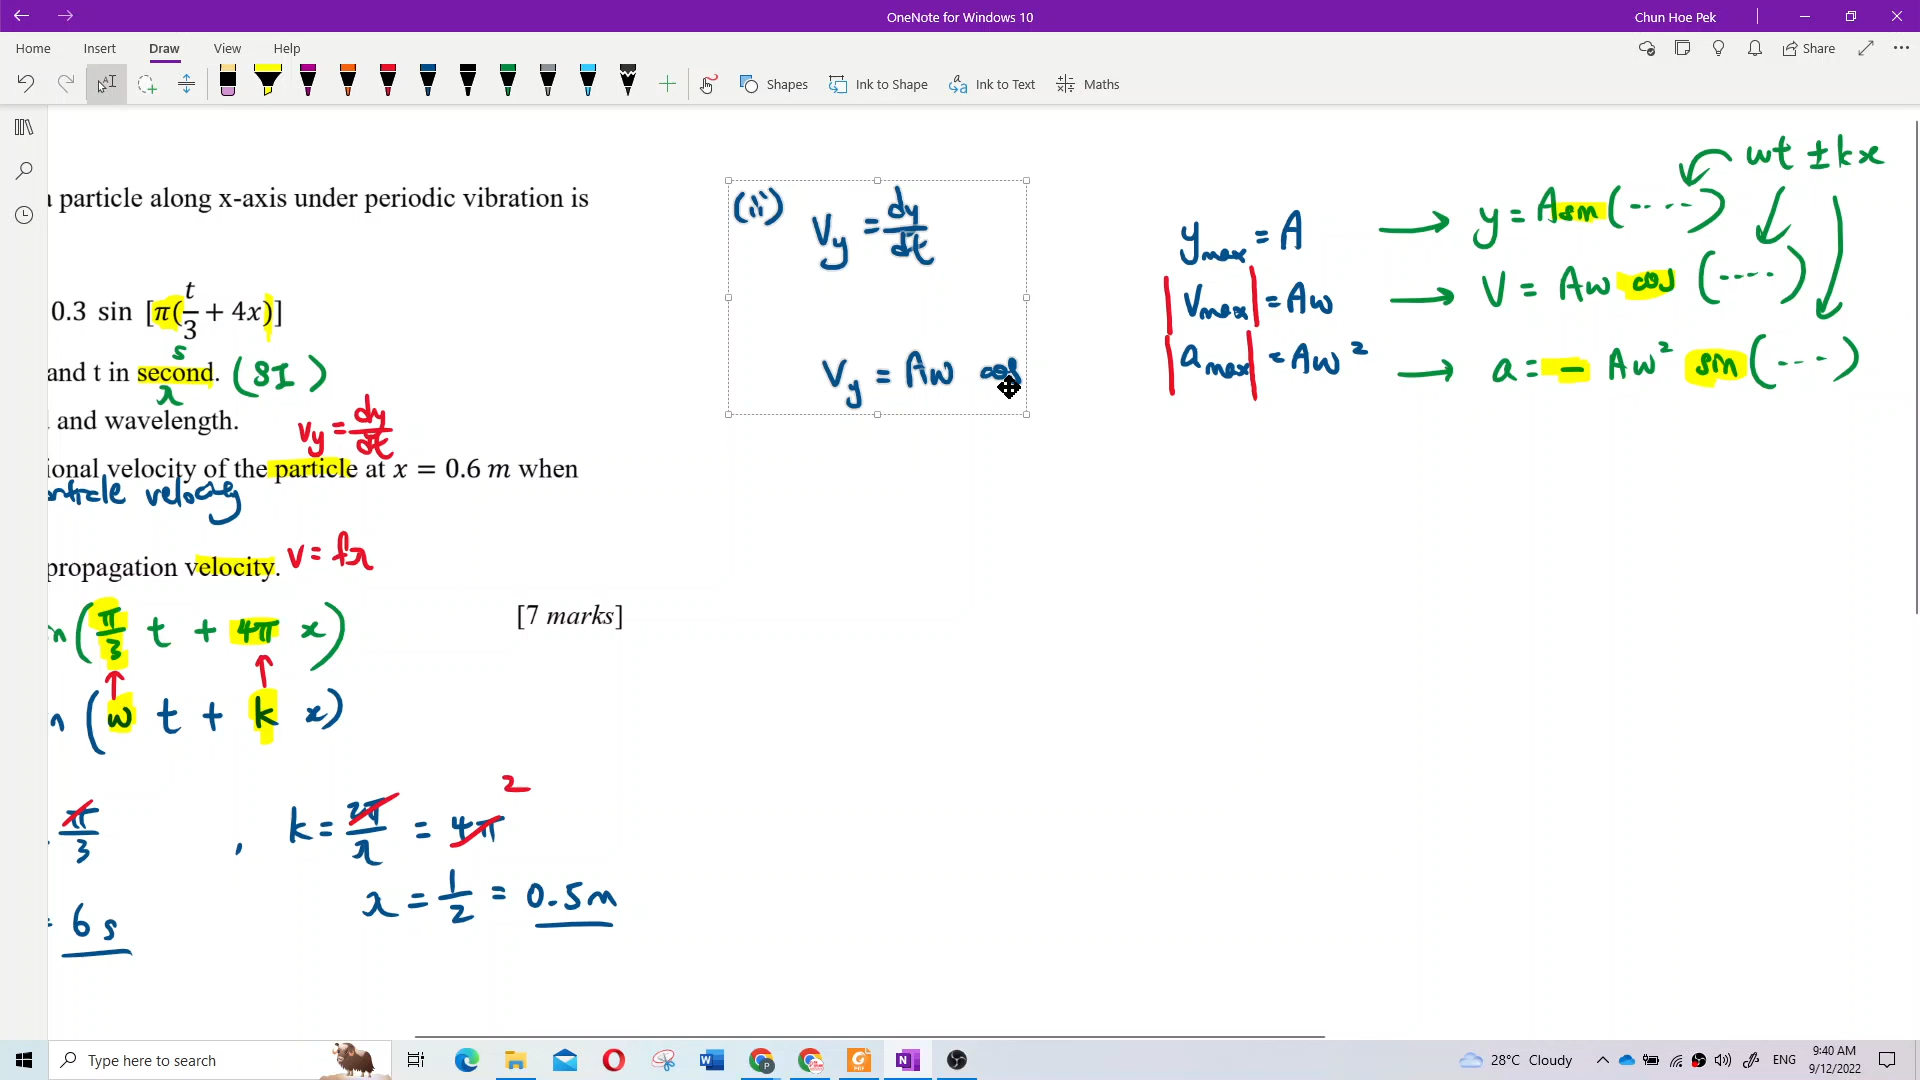 OneNote for Windows 10
Chun Hoe Pek
Home Insert Draw View Help
Share
Shapes Ink to Shape Ink to Text Maths
a particle along x-axis under periodic vibration is
0.3 sin [π(t/3 + 4x)]
s
and t in second. (SI)
λ
and wavelength.
Vy = dy/dt
ional velocity of the particle at x = 0.6 m when
particle velocity
propagation velocity. V = fλ
[7 marks]
n(π/3 t + 4π x)
n(ω t + k x)
π/3 , k = 2π/λ = 4π 2
λ = 1/2 = 0.5m
= 6 s
(ii) Vy = dy/dt
Vy = Aω cos
ωt ± kx
ymax = A → y = A sin(.....)
|Vmax| = Aω → V = Aω cos (....)
|amax| = Aω² → a = - Aω² sin(...)
Type here to search
28°C Cloudy
ENG
9:40 AM
9/12/2022